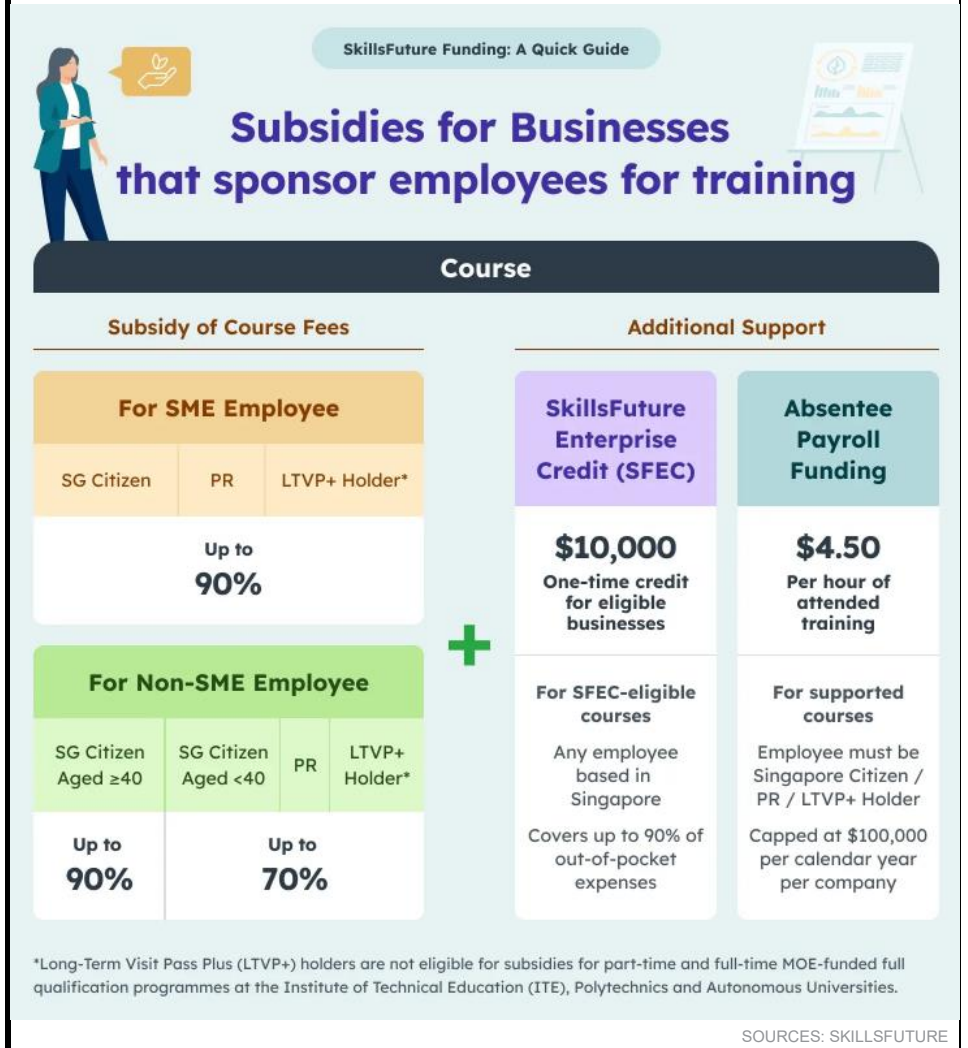 SkillsFuture Funding: A Quick Guide
Subsidies for Businesses
that sponsor employees for training
Course
Subsidy of Course Fees
For SME Employee
SG Citizen
PR
LTVP+ Holder*
Up to
90%
For Non-SME Employee
SG Citizen
Aged ≥40
SG Citizen
Aged <40
PR
LTVP+
Holder*
Up to
90%
Up to
70%
+
Additional Support
SkillsFuture
Enterprise
Credit (SFEC)
$10,000
One-time credit
for eligible
businesses
For SFEC-eligible
courses
Any employee
based in
Singapore
Covers up to 90% of
out-of-pocket
expenses
Absentee
Payroll
Funding
$4.50
Per hour of
attended
training
For supported
courses
Employee must be
Singapore Citizen /
PR / LTVP+ Holder
Capped at $100,000
per calendar year
per company
*Long-Term Visit Pass Plus (LTVP+) holders are not eligible for subsidies for part-time and full-time MOE-funded full
qualification programmes at the Institute of Technical Education (ITE), Polytechnics and Autonomous Universities.
SOURCES: SKILLSFUTURE